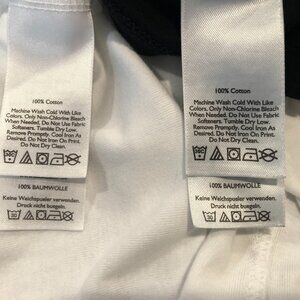 100% Cotton
Machine Wash Cold With Like
Colors. Only Non-Chlorine Bleach
When Needed. Do Not Use Fabric
Softeners. Tumble Dry Low.
Remove Promptly. Cool Iron As
Desired. Do Not Iron On Print.
Do Not Dry Clean.
100% BAUMWOLLE
Keine Weichspueler verwenden.
Druck nicht buegeln.
100% Cotton
Machine Wash Cold With Like
Colors. Only Non-Chlorine Bleach
When Needed. Do Not Use Fabric
Softeners. Tumble Dry Low.
Remove Promptly. Cool Iron As
Desired. Do Not Iron On Print.
Do Not Dry Clean.
100% BAUMWOLLE
Keine Weichspueler verwenden.
Druck nicht buegeln.